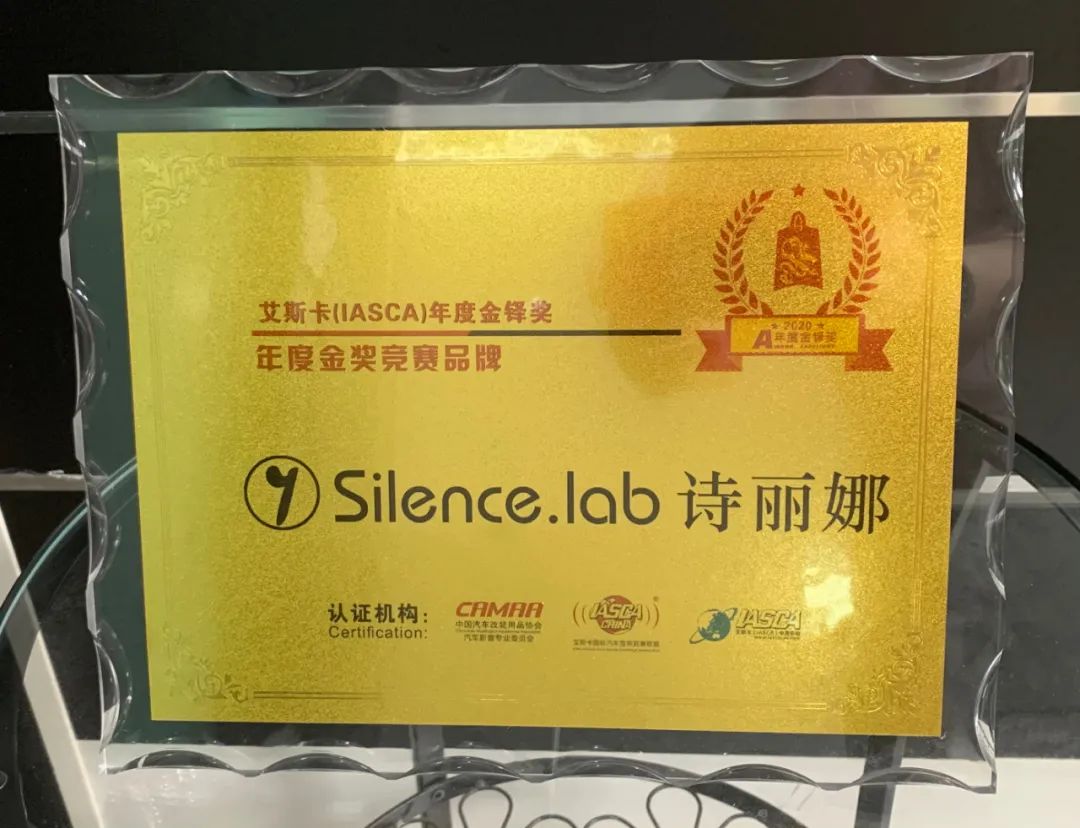 艾斯卡(IASCA)年度金铎奖
年度金奖竞赛品牌
★ 2020 ★
年度金铎奖
Silence.lab 诗丽娜
认证机构:
Certification:
CAMAA
中国汽车改装用品协会
汽车影音专业委员会
IASCA
CHINA
®
IASCA